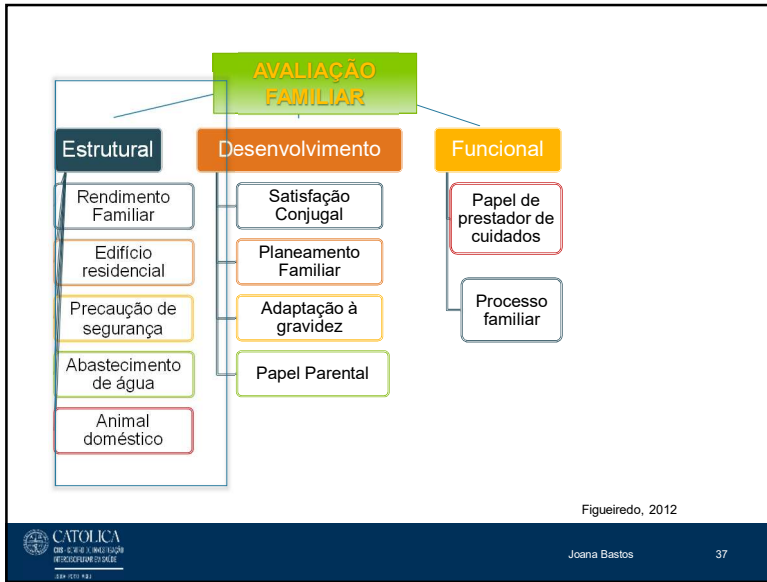 AVALIAÇÃO
FAMILIAR
Estrutural
Rendimento
Familiar
Edifício
residencial
Precaução de
segurança
Abastecimento
de água
Animal
doméstico
Desenvolvimento
Satisfação
Conjugal
Planeamento
Familiar
Adaptação à
gravidez
Papel Parental
Funcional
Papel de
prestador de
cuidados
Processo
familiar
Figueiredo, 2012
CATOLICA
Joana Bastos
37